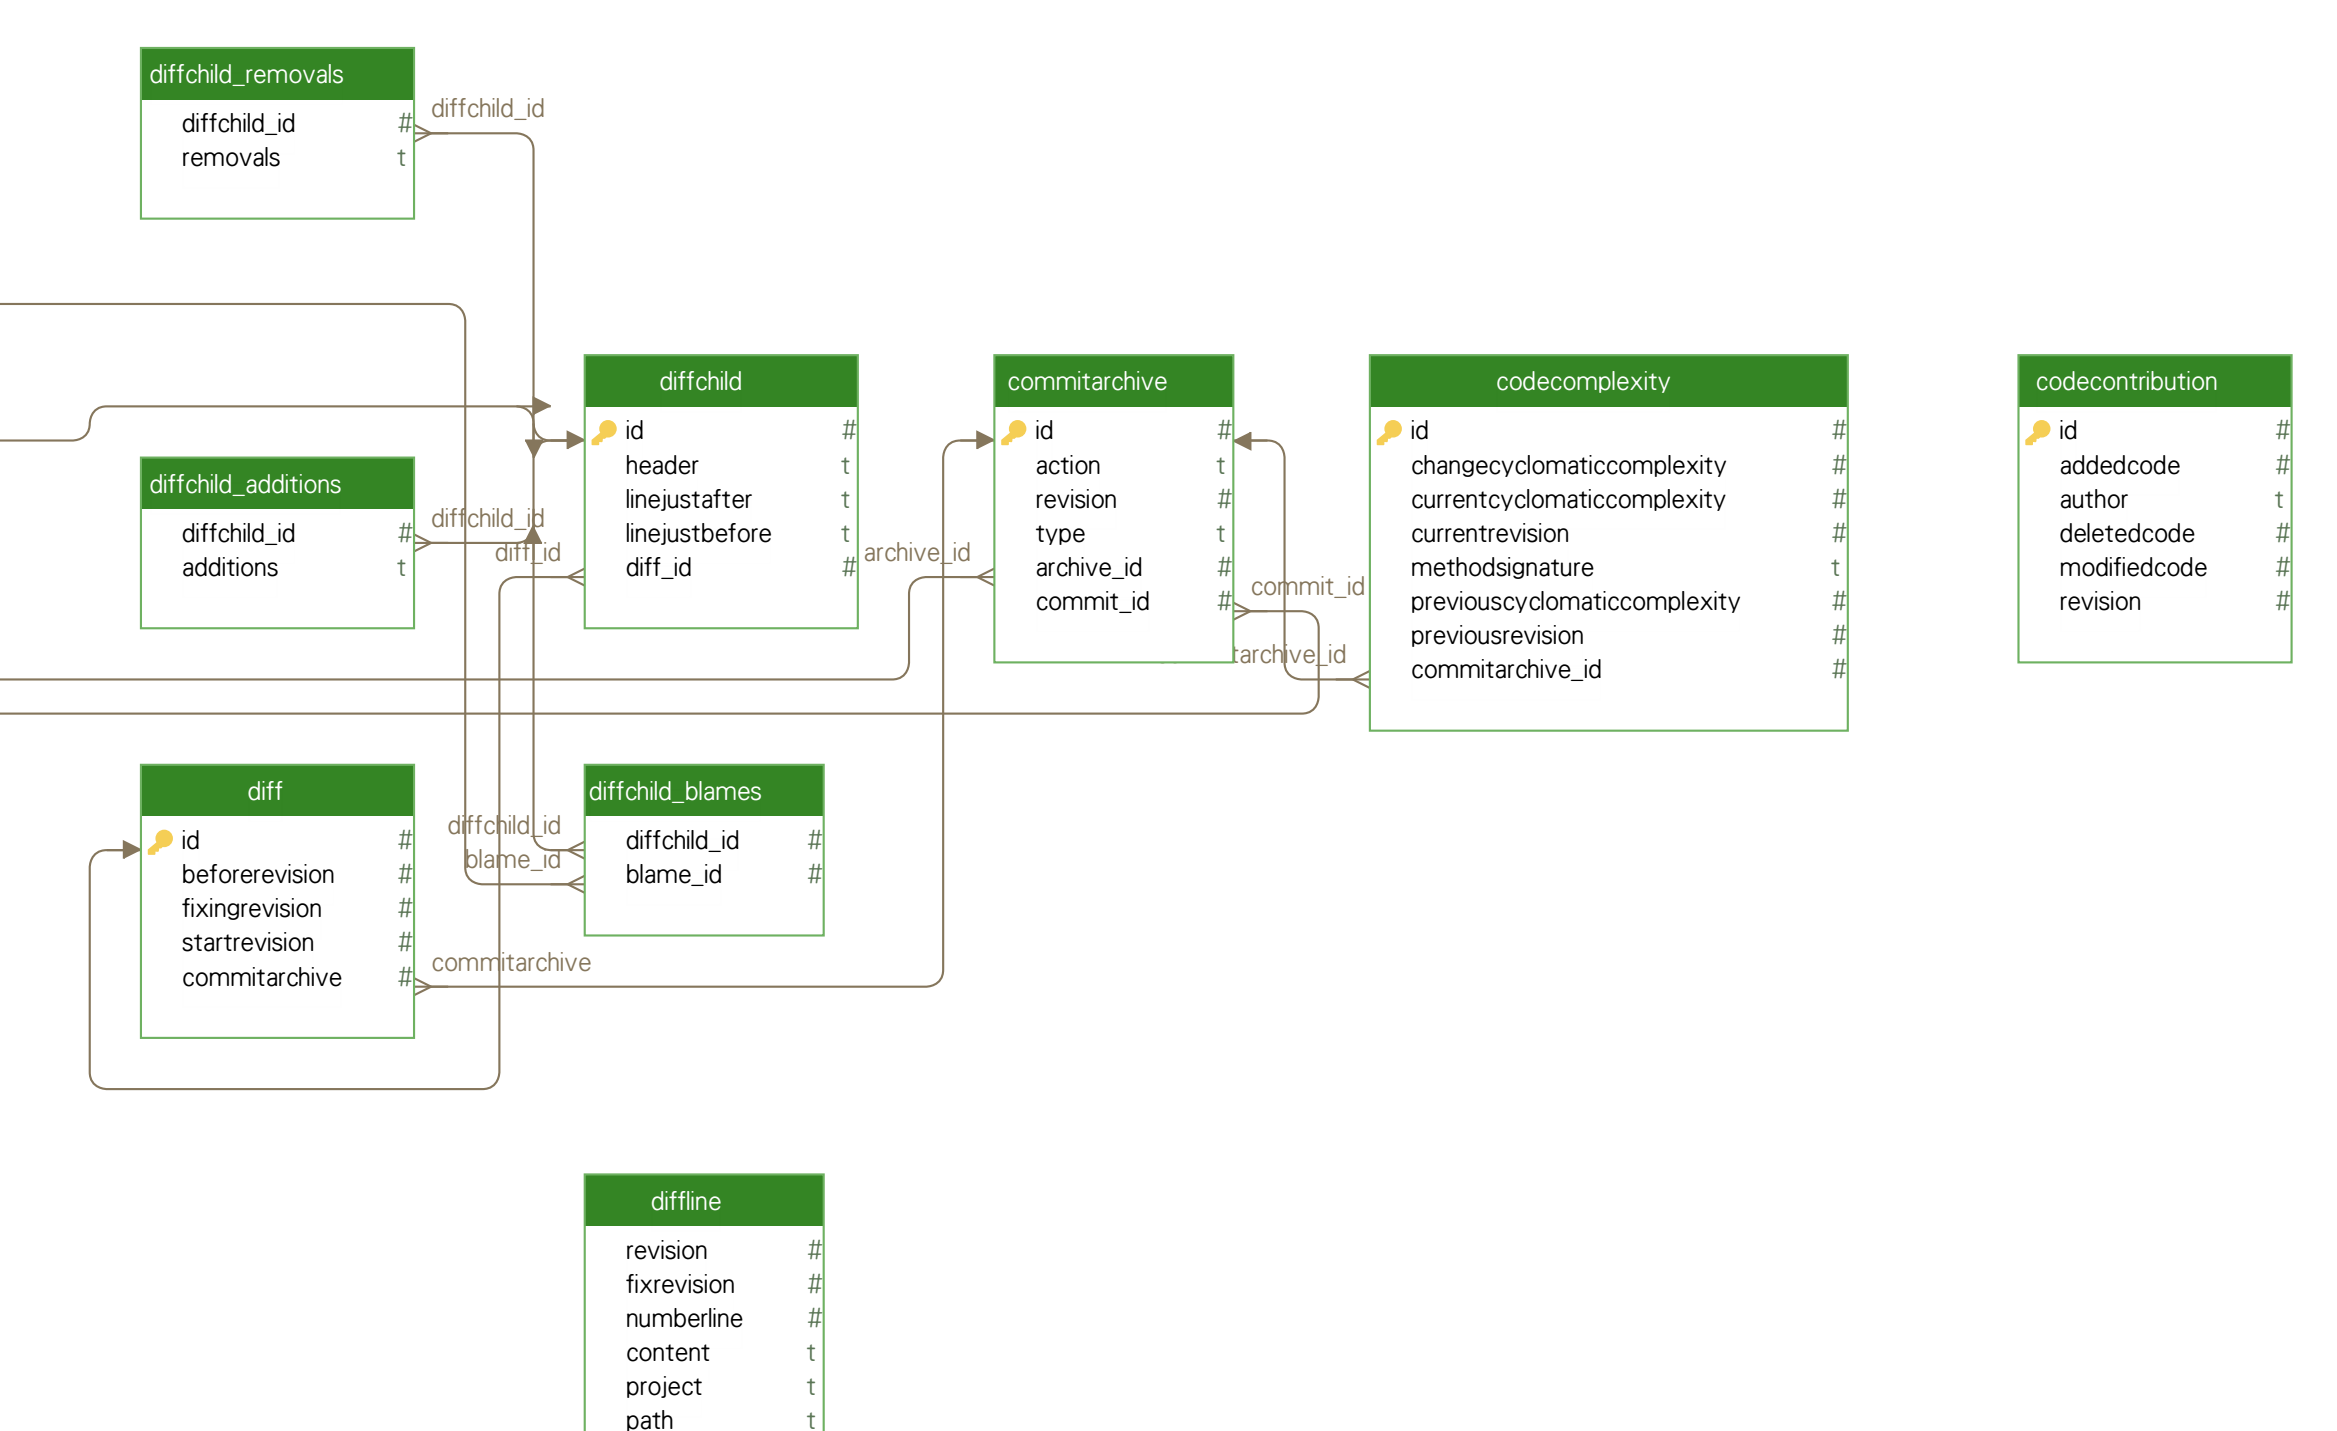 diffchild_removals
diffchild_id #
removals t
diffchild_id
diffchild
id #
header t
linejustafter t
linejustbefore t
diff_id #
commitarchive
id #
action t
revision #
type t
archive_id #
commit_id #
codecomplexity
id #
changecyclomaticcomplexity #
currentcyclomaticcomplexity #
currentrevision #
methodsignature t
previouscyclomaticcomplexity #
previousrevision #
commitarchive_id #
codecontribution
id #
addedcode #
author t
deletedcode #
modifiedcode #
revision #
diffchild_additions
diffchild_id #
additions t
diffchild_id
diff_id
archive_id
commit_id
tarchive_id
diff
id #
beforerevision #
fixingrevision #
startrevision #
commitarchive #
diffchild_id
blame_id
commitarchive
diffchild_blames
diffchild_id #
blame_id #
diffline
revision #
fixrevision #
numberline #
content t
project t
path t